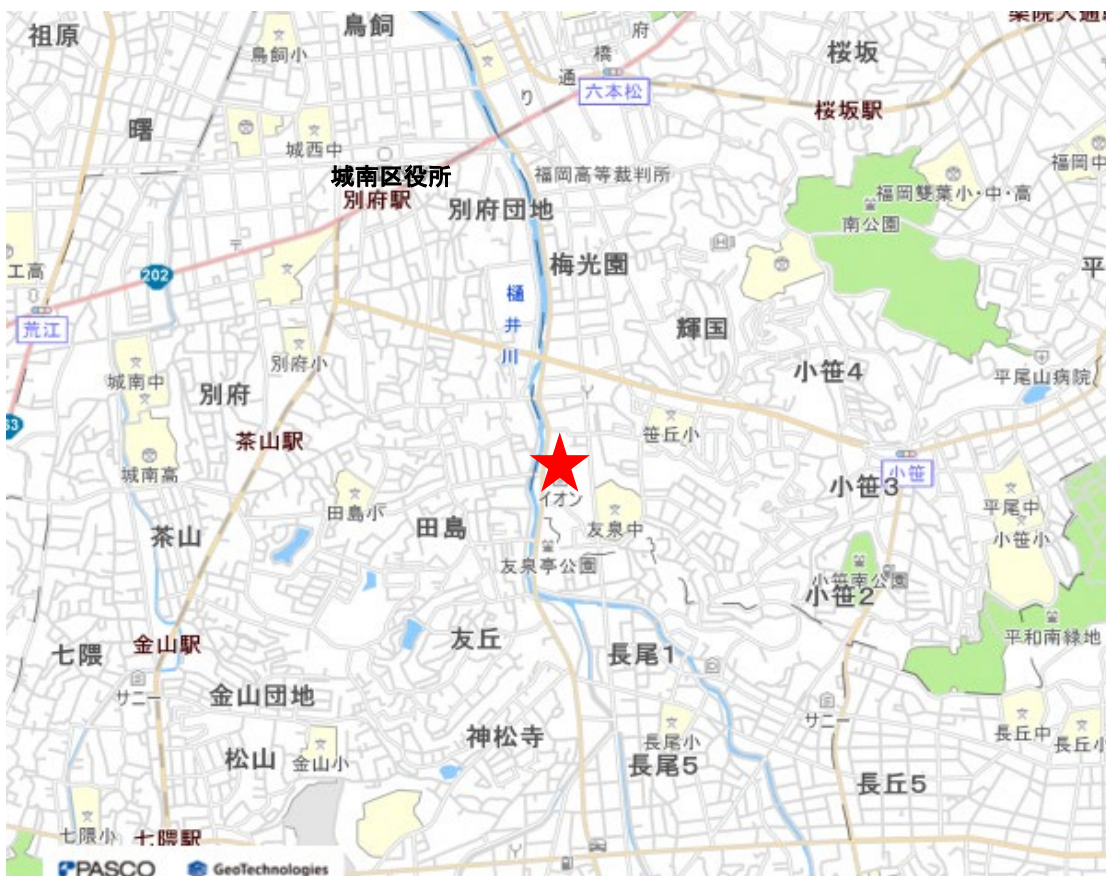 祖原
鳥飼
鳥飼小
府
橋
通
り
桜坂
六本松
桜坂駅
曙
城西中
福岡中
城南区役所
別府駅
福岡高等裁判所
福岡雙葉小・中・高
別府団地
南公園
工高
202
梅光園
平
樋
井
川
荒江
輝国
別府小
小笹4
平尾山病院
城南中
別府
茶山駅
笹丘小
城南高
小笹
小笹3
イオン
田島小
平尾中
茶山
田島
友泉中
小笹小
友泉亭公園
小笹南公園
小笹2
平和南緑地
金山駅
友丘
七隈
長尾1
サニー
金山団地
サニー
長丘中
長丘小
神松寺
長尾小
松山
金山小
長尾5
長丘5
七隈小
七隈駅
PASCO
GeoTechnologies